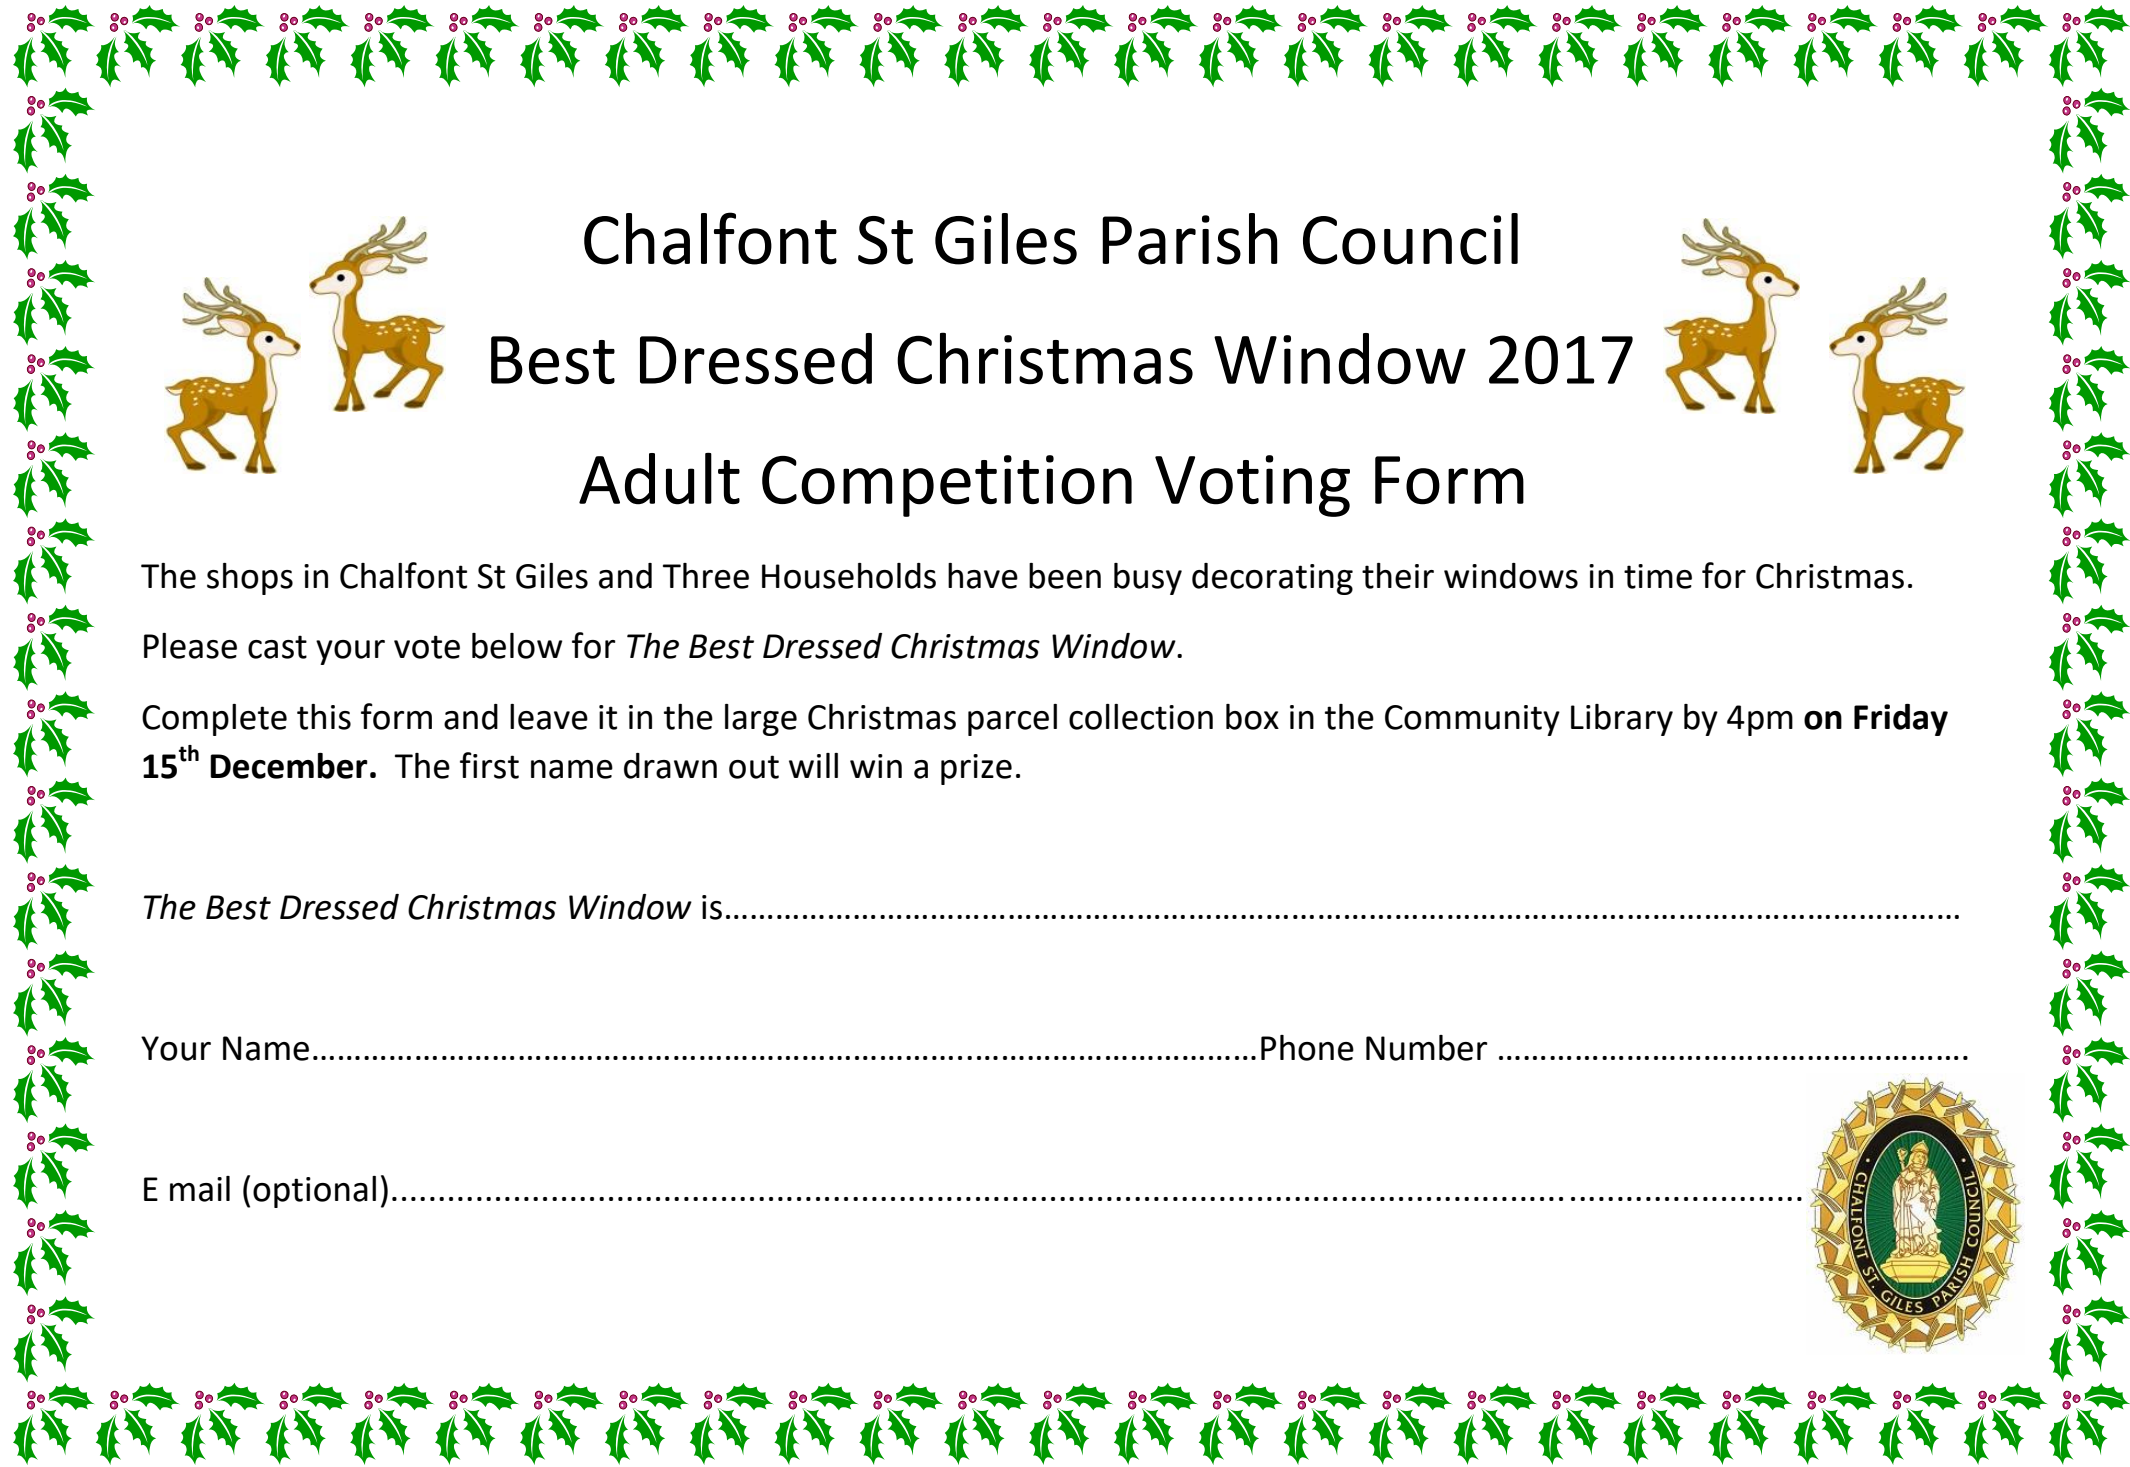 Chalfont St Giles Parish Council
Best Dressed Christmas Window 2017
Adult Competition Voting Form
The shops in Chalfont St Giles and Three Households have been busy decorating their windows in time for Christmas.
Please cast your vote below for The Best Dressed Christmas Window.
Complete this form and leave it in the large Christmas parcel collection box in the Community Library by 4pm on Friday
15th December.  The first name drawn out will win a prize.
The Best Dressed Christmas Window is………………………………………………………………………………………………………………………………
Your Name…………………………………………………………………..……………………………Phone Number ……………………………………………….
E mail (optional)......................................................................................................................................................
· CHALFONT ST. GILES PARISH COUNCIL ·